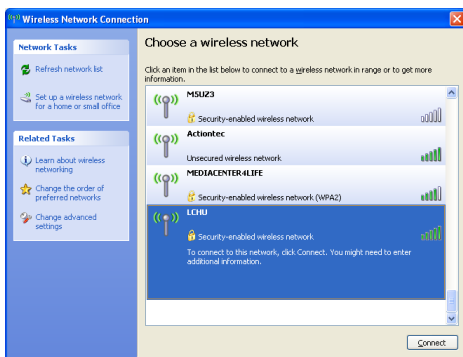 Wireless Network Connection
Network Tasks
Refresh network list
Set up a wireless network
for a home or small office
Related Tasks
Learn about wireless
networking
Change the order of
preferred networks
Change advanced
settings
Choose a wireless network
Click an item in the list below to connect to a wireless network in range or to get more
information.
M5UZ3
Security-enabled wireless network
Actiontec
Unsecured wireless network
MEDIACENTER4LIFE
Security-enabled wireless network (WPA2)
LCHU
Security-enabled wireless network
To connect to this network, click Connect. You might need to enter
additional information.
Connect